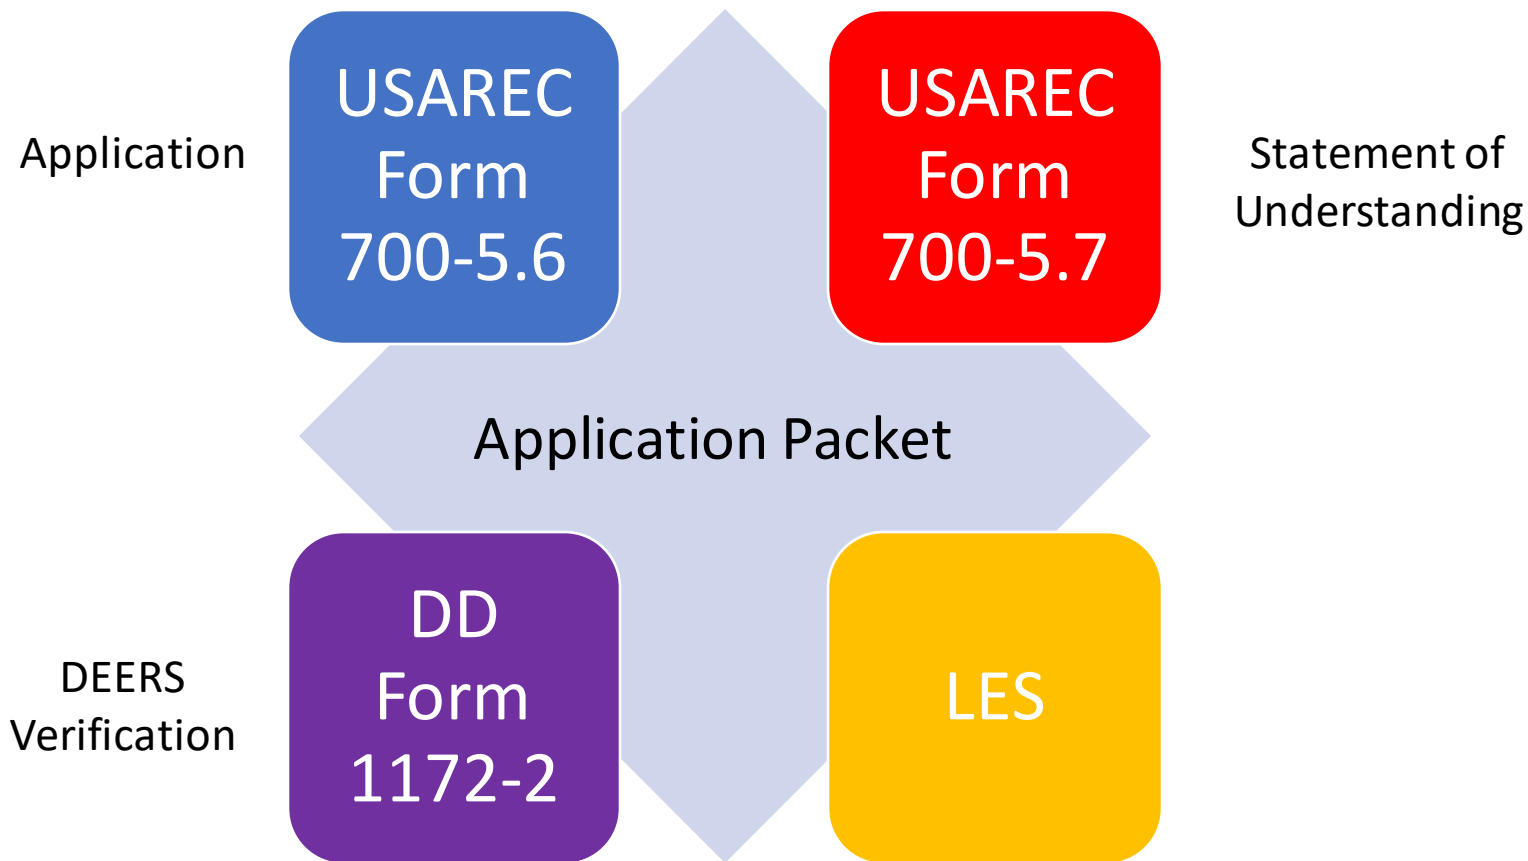 Application
USAREC
Form
700-5.6
USAREC
Form
700-5.7
Statement of
Understanding
Application Packet
DEERS
Verification
DD
Form
1172-2
LES